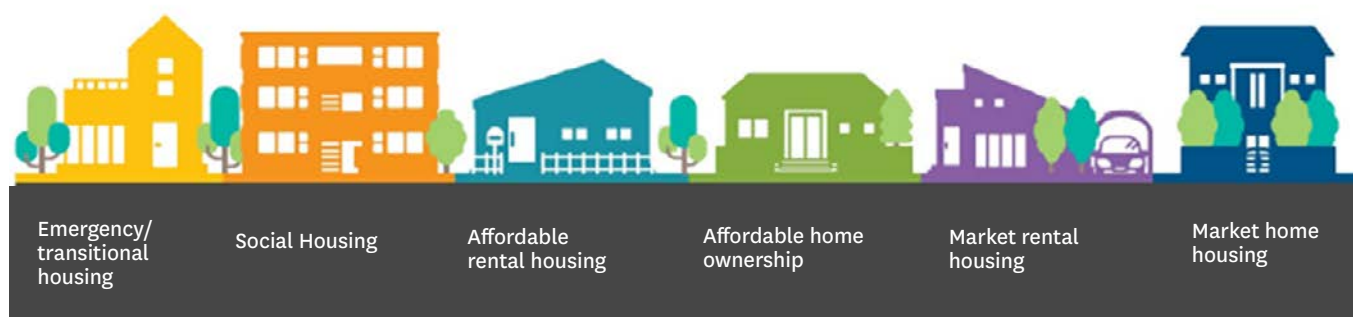 Emergency/
transitional
housing
Social Housing
Affordable
rental housing
Affordable home
ownership
Market rental
housing
Market home
housing